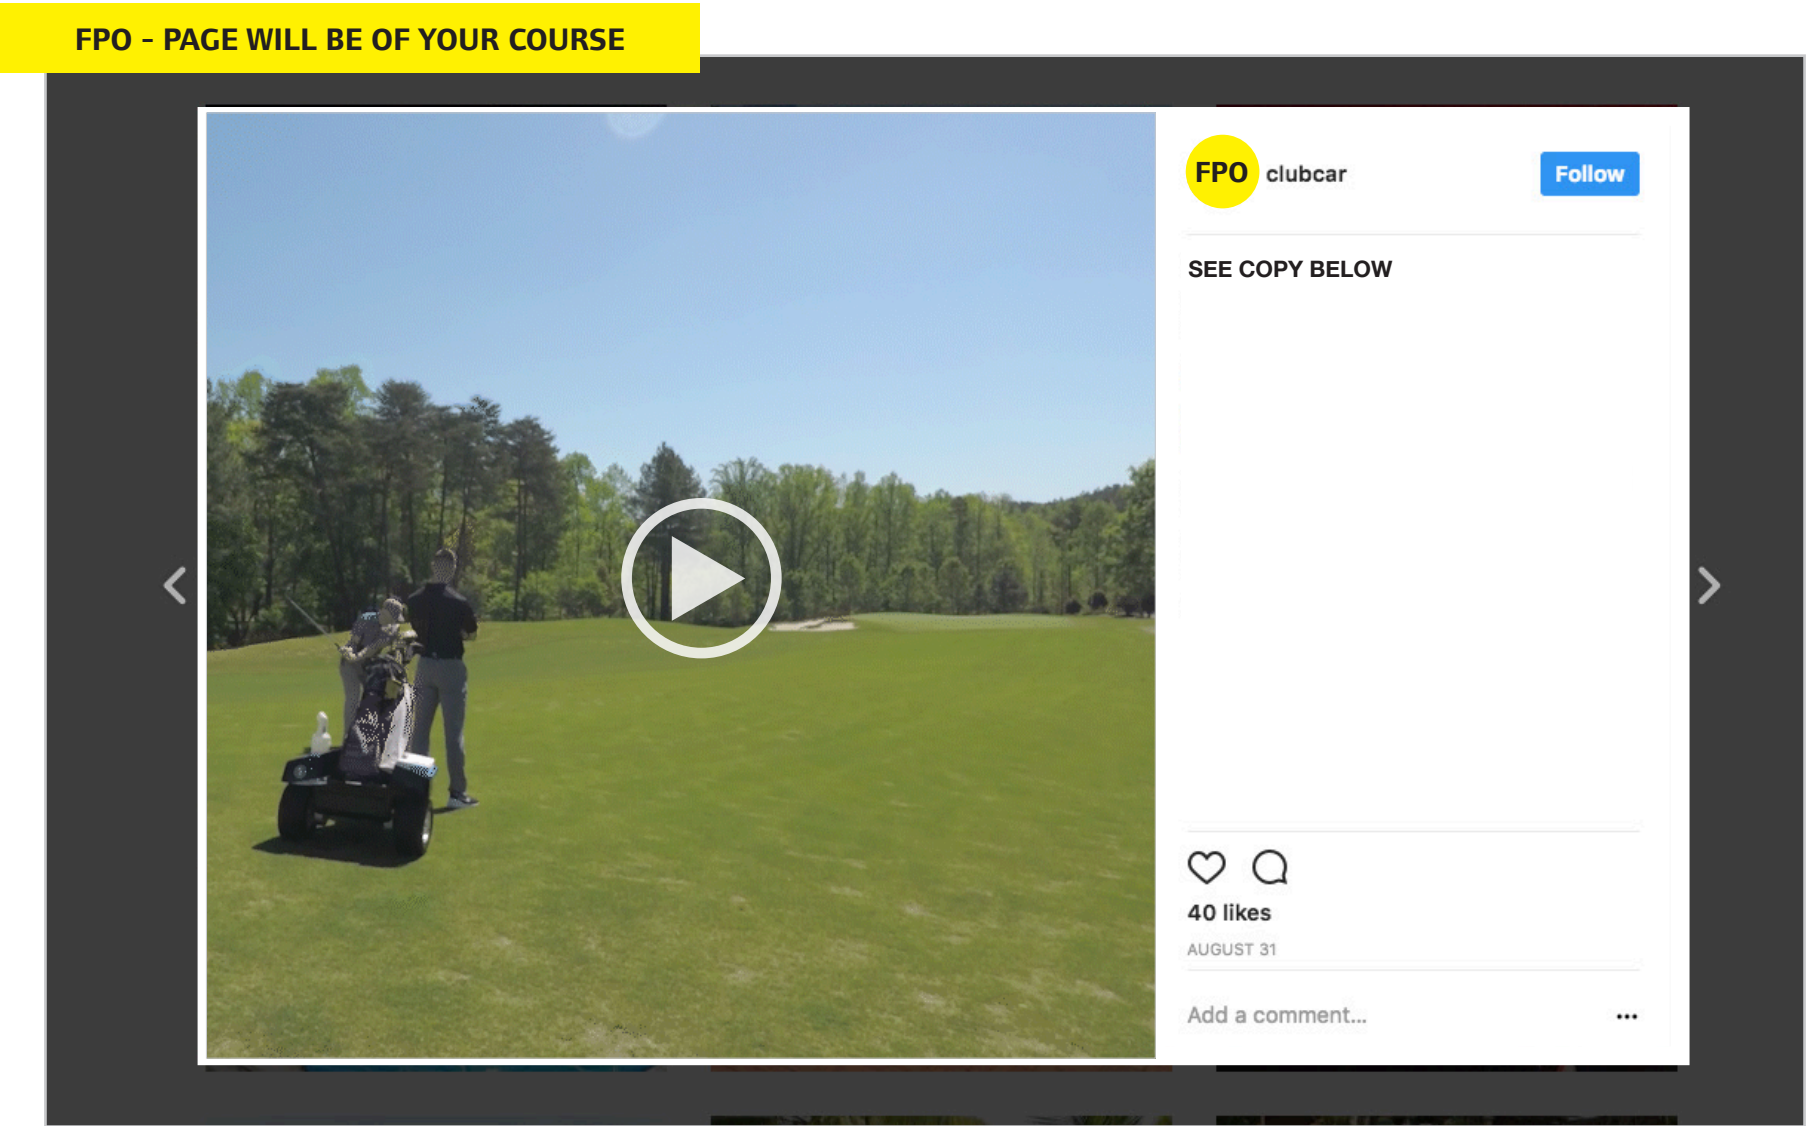 FPO - PAGE WILL BE OF YOUR COURSE
FPO clubcar
Follow
SEE COPY BELOW
40 likes
AUGUST 31
Add a comment...